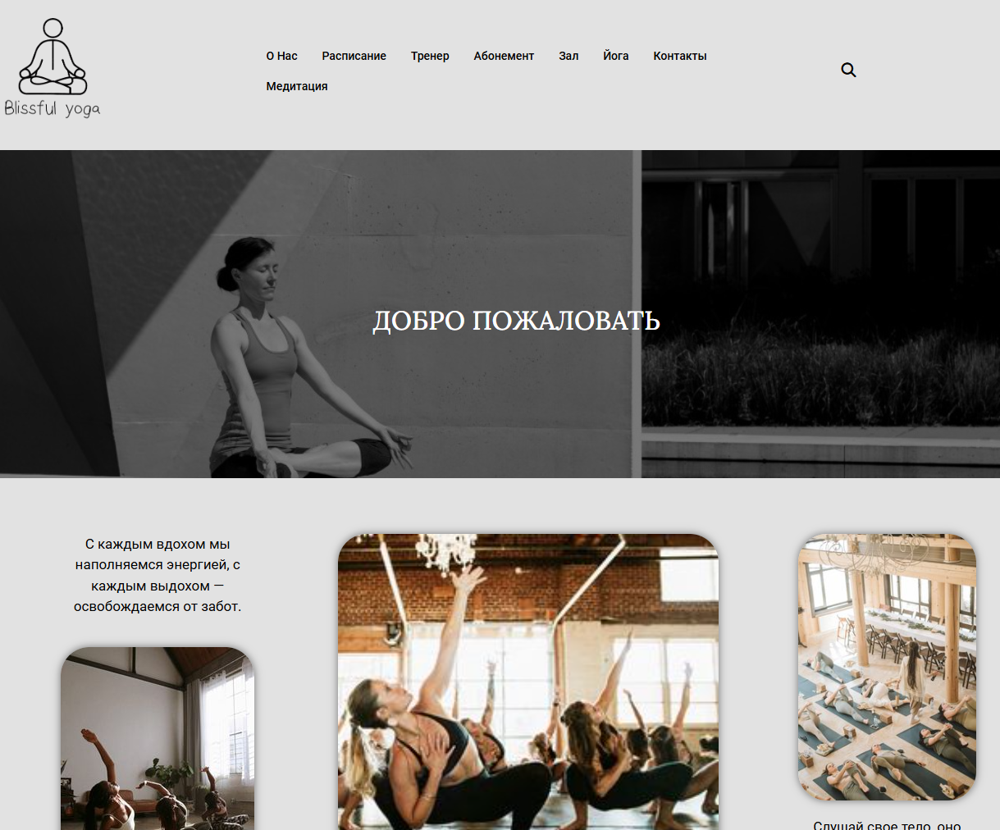 Blissful yoga
О Нас Расписание Тренер Абонемент Зал Йога Контакты
Медитация
ДОБРО ПОЖАЛОВАТЬ
С каждым вдохом мы
наполняемся энергией, с
каждым выдохом —
освобождаемся от забот.
Слушай свое тело, оно